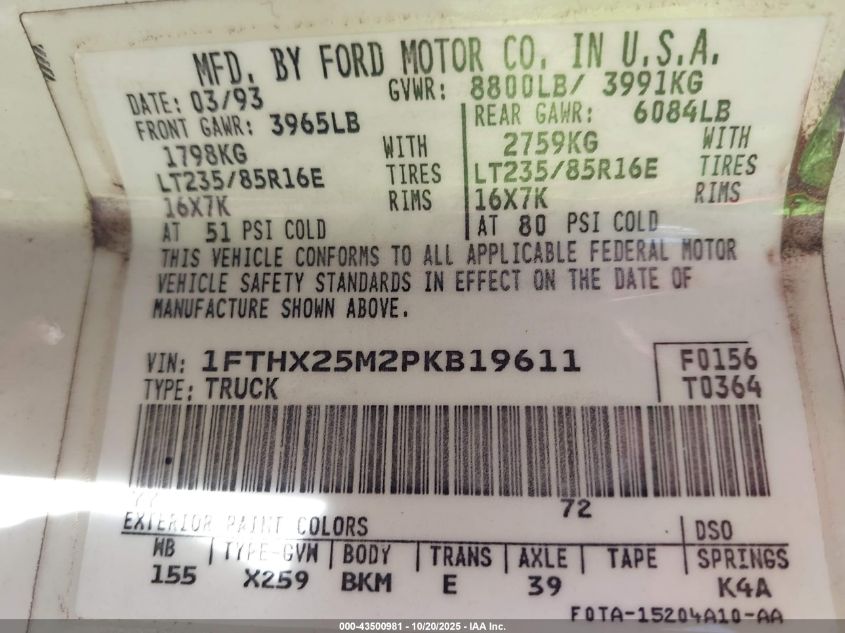 MFD. BY FORD MOTOR CO. IN U.S.A.
DATE: 03/93 GVWR: 8800LB/ 3991KG
FRONT GAWR: 3965LB REAR GAWR: 6084LB
1798KG WITH 2759KG WITH
LT235/85R16E TIRES LT235/85R16E TIRES
16X7K RIMS 16X7K RIMS
AT 51 PSI COLD AT 80 PSI COLD
THIS VEHICLE CONFORMS TO ALL APPLICABLE FEDERAL MOTOR
VEHICLE SAFETY STANDARDS IN EFFECT ON THE DATE OF
MANUFACTURE SHOWN ABOVE.
VIN: 1FTHX25M2PKB19611 F0156
TYPE: TRUCK T0364
72
EXTERIOR PAINT COLORS DSO
WB TYPE-GVW BODY TRANS AXLE TAPE SPRINGS
155 X259 BKM E 39 K4A
F0TA-15204A10-AA
000-43500981 - 10/20/2025 - IAA Inc.